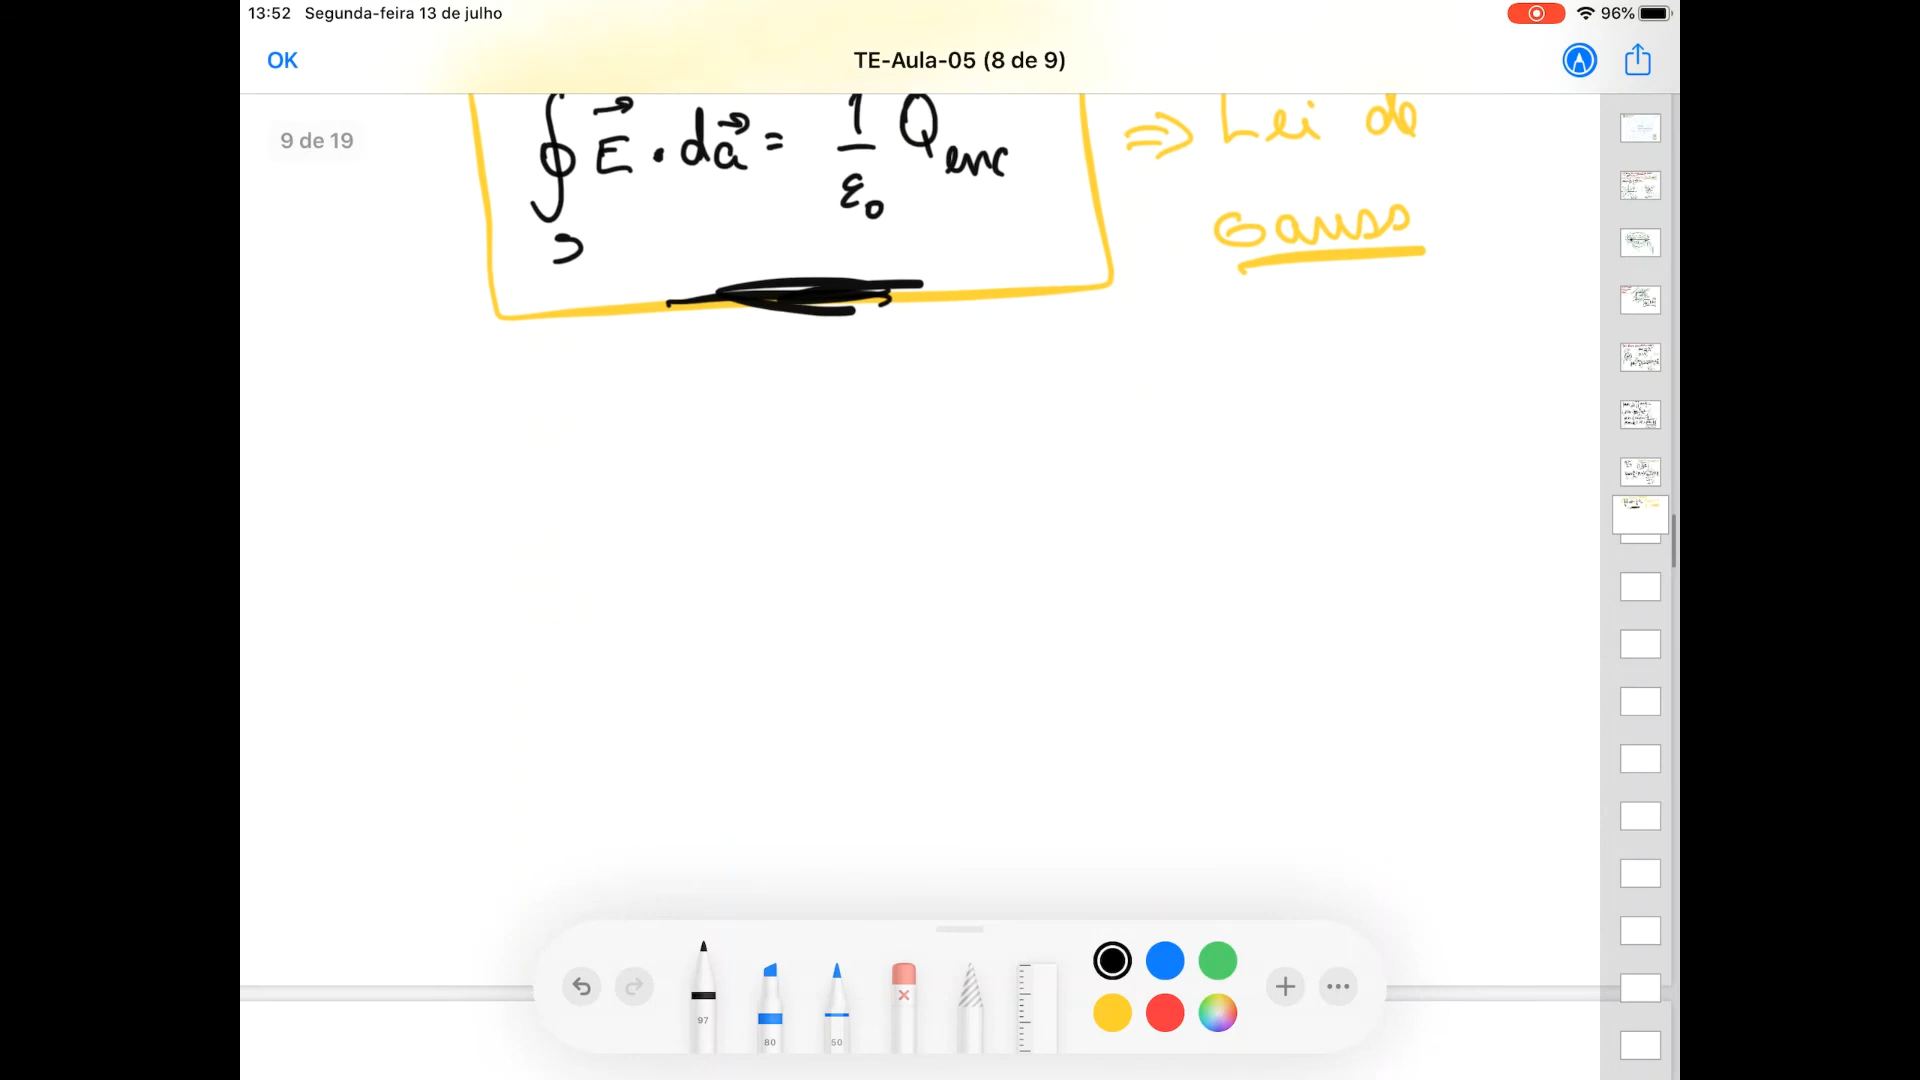 13:52 Segunda-feira 13 de julho 96%
OK TE-Aula-05 (8 de 9)
9 de 19
∮ₛ E⃗ · da⃗ = 1/ε₀ Qenc ⇒ Lei de
Gauss
97 80 50